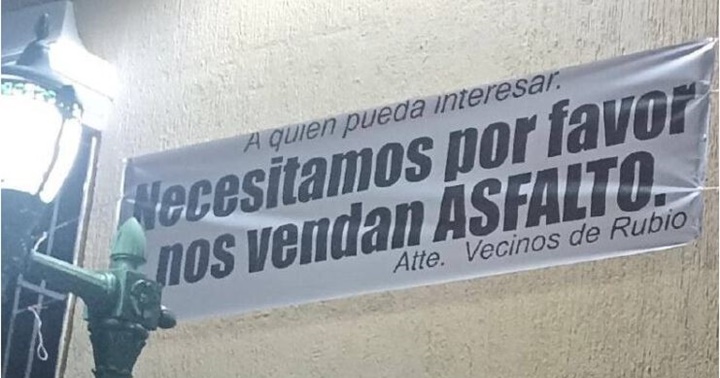 A quien pueda interesar.
Necesitamos por favor
nos vendan ASFALTO.
Atte. Vecinos de Rubio